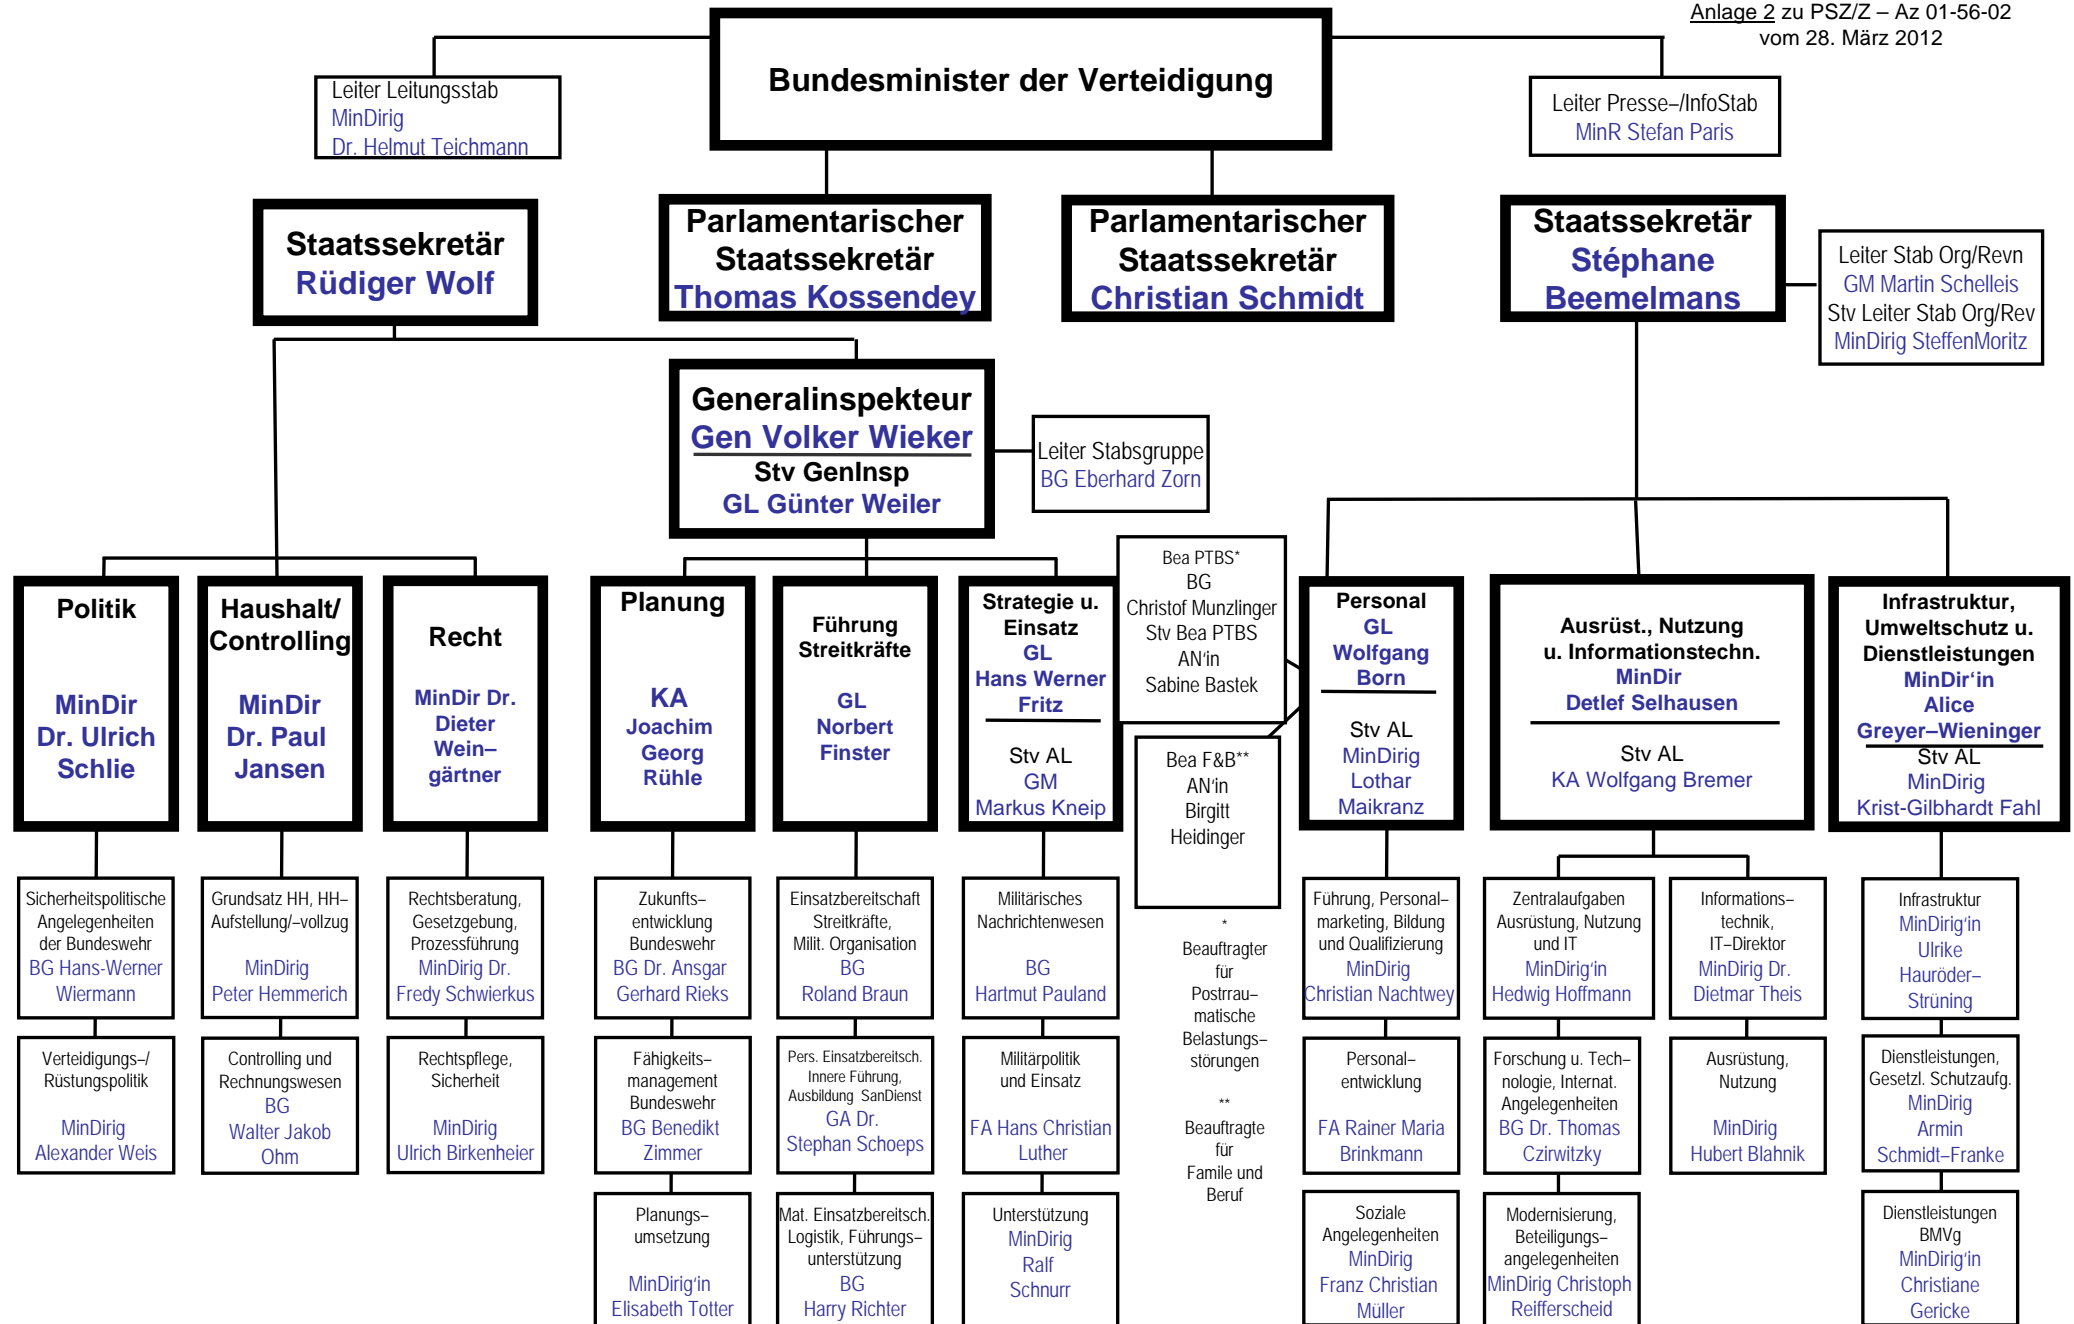 Anlage 2 zu PSZ/Z – Az 01-56-02
vom 28. März 2012
Bundesminister der Verteidigung
Leiter Leitungsstab
MinDirig
Dr. Helmut Teichmann
Leiter Presse–/InfoStab
MinR Stefan Paris
Staatssekretär
Rüdiger Wolf
Parlamentarischer
Staatssekretär
Thomas Kossendey
Parlamentarischer
Staatssekretär
Christian Schmidt
Staatssekretär
Stéphane
Beemelmans
Leiter Stab Org/Revn
GM Martin Schelleis
Stv Leiter Stab Org/Rev
MinDirig SteffenMoritz
Generalinspekteur
Gen Volker Wieker
Stv GenInsp
GL Günter Weiler
Leiter Stabsgruppe
BG Eberhard Zorn
Politik
MinDir
Dr. Ulrich
Schlie
Haushalt/
Controlling
MinDir
Dr. Paul
Jansen
Recht
MinDir Dr.
Dieter
Wein–
gärtner
Planung
KA
Joachim
Georg
Rühle
Führung
Streitkräfte
GL
Norbert
Finster
Strategie u.
Einsatz
GL
Hans Werner
Fritz
Stv AL
GM
Markus Kneip
Bea PTBS*
BG
Christof Munzlinger
Stv Bea PTBS
AN'in
Sabine Bastek
Bea F&B**
AN'in
Birgitt
Heidinger
Personal
GL
Wolfgang
Born
Stv AL
MinDirig
Lothar
Maikranz
Ausrüst., Nutzung
u. Informationstechn.
MinDir
Detlef Selhausen
Stv AL
KA Wolfgang Bremer
Infrastruktur,
Umweltschutz u.
Dienstleistungen
MinDir'in
Alice
Greyer–Wieninger
Stv AL
MinDirig
Krist-Gilbhardt Fahl
Sicherheitspolitische
Angelegenheiten
der Bundeswehr
BG Hans-Werner
Wiermann
Grundsatz HH, HH–
Aufstellung/–vollzug
MinDirig
Peter Hemmerich
Rechtsberatung,
Gesetzgebung,
Prozessführung
MinDirig Dr.
Fredy Schwierkus
Zukunfts-
entwicklung
Bundeswehr
BG Dr. Ansgar
Gerhard Rieks
Einsatzbereitschaft
Streitkräfte,
Milit. Organisation
BG
Roland Braun
Militärisches
Nachrichtenwesen
BG
Hartmut Pauland
*
Beauftragter
für
Postrrau–
matische
Belastungs–
störungen
**
Beauftragte
für
Famile und
Beruf
Führung, Personal–
marketing, Bildung
und Qualifizierung
MinDirig
Christian Nachtwey
Zentralaufgaben
Ausrüstung, Nutzung
und IT
MinDirig'in
Hedwig Hoffmann
Informations–
technik,
IT–Direktor
MinDirig Dr.
Dietmar Theis
Infrastruktur
MinDirig'in
Ulrike
Hauröder–
Strüning
Verteidigungs–/
Rüstungspolitik
MinDirig
Alexander Weis
Controlling und
Rechnungswesen
BG
Walter Jakob
Ohm
Rechtspflege,
Sicherheit
MinDirig
Ulrich Birkenheier
Fähigkeits-
management
Bundeswehr
BG Benedikt
Zimmer
Pers. Einsatzbereitsch.
Innere Führung,
Ausbildung SanDienst
GA Dr.
Stephan Schoeps
Militärpolitik
und Einsatz
FA Hans Christian
Luther
Personal–
entwicklung
FA Rainer Maria
Brinkmann
Forschung u. Tech–
nologie, Internat.
Angelegenheiten
BG Dr. Thomas
Czirwitzky
Ausrüstung,
Nutzung
MinDirig
Hubert Blahnik
Dienstleistungen,
Gesetzl. Schutzaufg.
MinDirig
Armin
Schmidt–Franke
Planungs–
umsetzung
MinDirig'in
Elisabeth Totter
Mat. Einsatzbereitsch.
Logistik, Führungs–
unterstützung
BG
Harry Richter
Unterstützung
MinDirig
Ralf
Schnurr
Soziale
Angelegenheiten
MinDirig
Franz Christian
Müller
Modernisierung,
Beteiligungs-
angelegenheiten
MinDirig Christoph
Reifferscheid
Dienstleistungen
BMVg
MinDirig'in
Christiane
Gericke